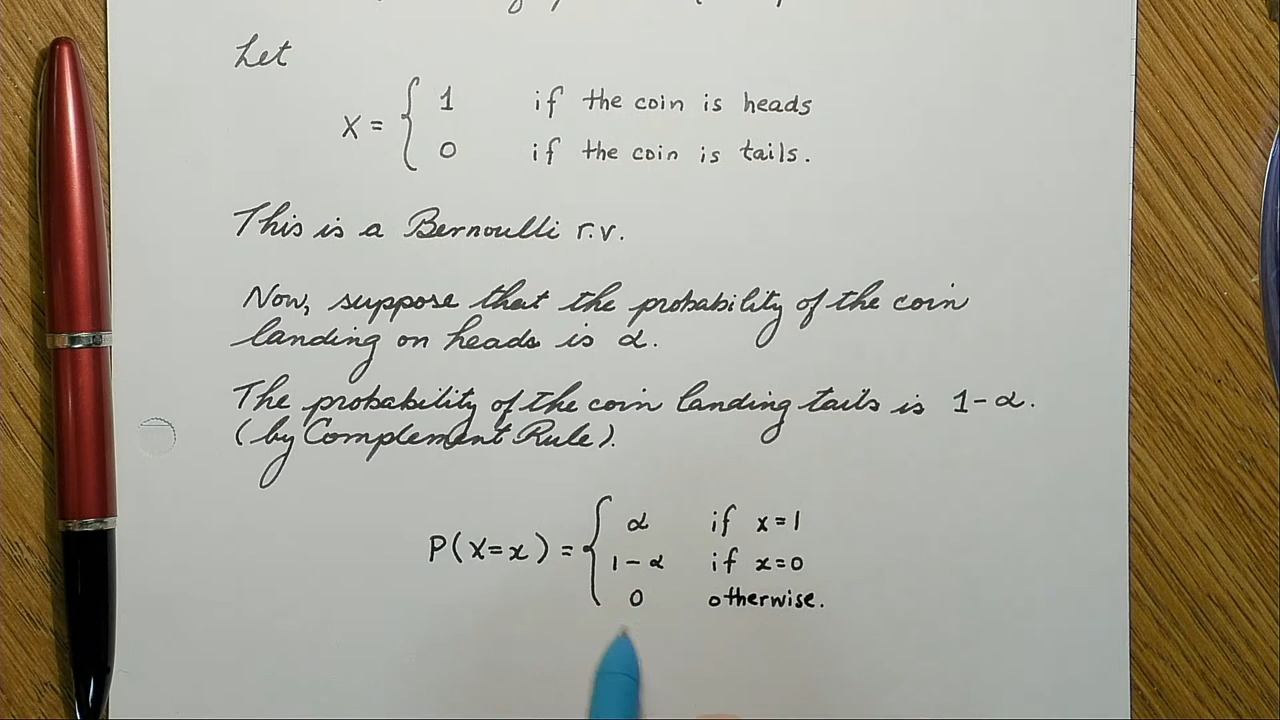 Let
X = { 1 if the coin is heads
0 if the coin is tails.
This is a Bernoulli r.v.
Now, suppose that the probability of the coin
landing on heads is α.
The probability of the coin landing tails is 1-α.
(by Complement Rule).
P(X=x) = { α if x=1
1-α if x=0
0 otherwise.